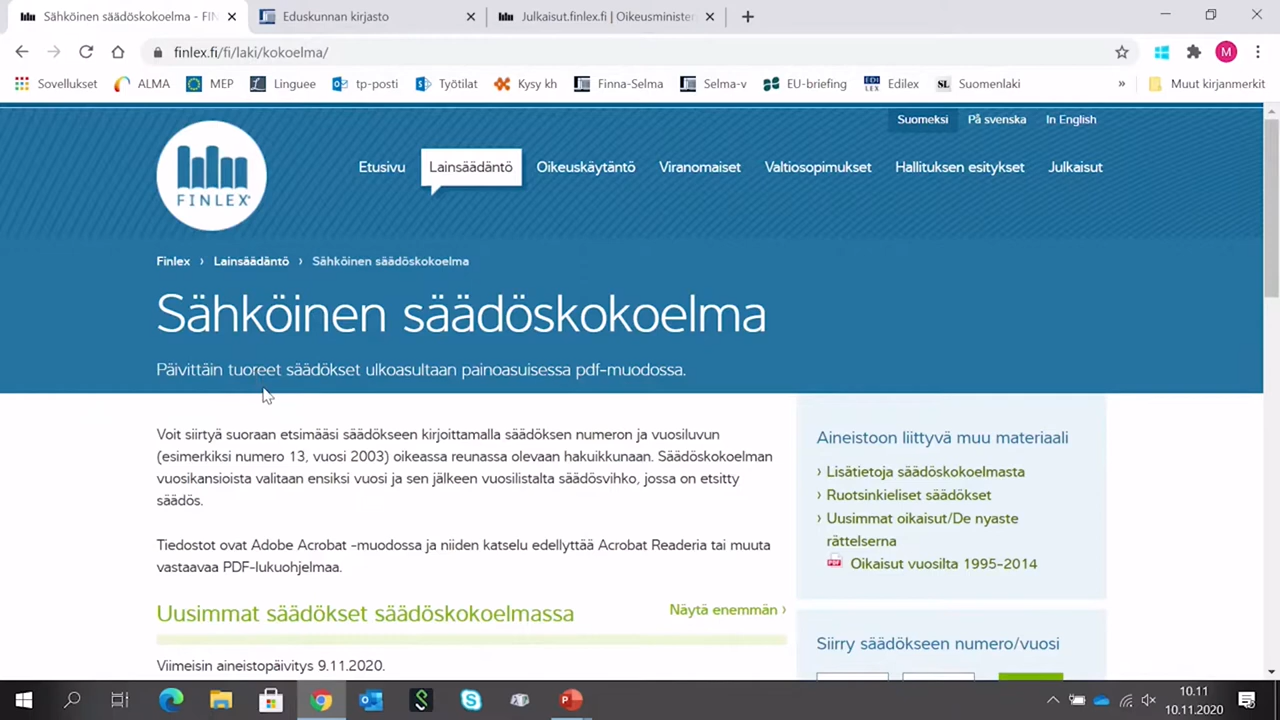 Sähköinen säädöskokoelma - FIN
Eduskunnan kirjasto
Julkaisut.finlex.fi | Oikeusminister
finlex.fi/fi/laki/kokoelma/
M
Sovellukset
ALMA
MEP
Linguee
tp-posti
Työtilat
Kysy kh
Finna-Selma
Selma-v
EU-briefing
EDI LEX
Edilex
SL
Suomenlaki
»
Muut kirjanmerkit
Suomeksi
På svenska
In English
FINLEX
Etusivu
Lainsäädäntö
Oikeuskäytäntö
Viranomaiset
Valtiosopimukset
Hallituksen esitykset
Julkaisut
Finlex › Lainsäädäntö › Sähköinen säädöskokoelma
Sähköinen säädöskokoelma
Päivittäin tuoreet säädökset ulkoasultaan painoasuisessa pdf-muodossa.
Voit siirtyä suoraan etsimääsi säädökseen kirjoittamalla säädöksen numeron ja vuosiluvun
(esimerkiksi numero 13, vuosi 2003) oikeassa reunassa olevaan hakuikkunaan. Säädöskokoelman
vuosikansioista valitaan ensiksi vuosi ja sen jälkeen vuosilistalta säädösvihko, jossa on etsitty
säädös.
Tiedostot ovat Adobe Acrobat -muodossa ja niiden katselu edellyttää Acrobat Readeria tai muuta
vastaavaa PDF-lukuohjelmaa.
Uusimmat säädökset säädöskokoelmassa
Näytä enemmän ›
Viimeisin aineistopäivitys 9.11.2020.
Aineistoon liittyvä muu materiaali
› Lisätietoja säädöskokoelmasta
› Ruotsinkieliset säädökset
› Uusimmat oikaisut/De nyaste
rättelserna
PDF Oikaisut vuosilta 1995-2014
Siirry säädökseen numero/vuosi
10.11
10.11.2020